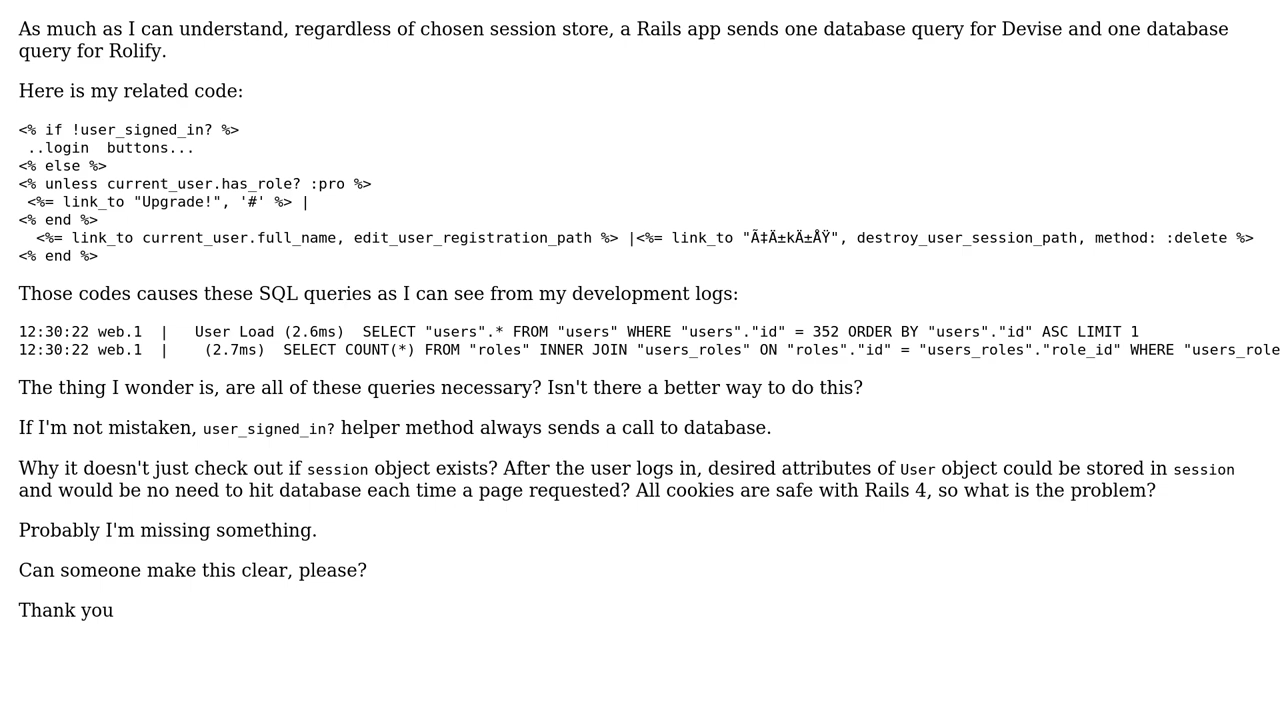 As much as I can understand, regardless of chosen session store, a Rails app sends one database query for Devise and one database
query for Rolify.
Here is my related code:
<% if !user_signed_in? %>
 ..login  buttons...
<% else %>
<% unless current_user.has_role? :pro %>
 <%= link_to "Upgrade!", '#' %> |
<% end %>
  <%= link_to current_user.full_name, edit_user_registration_path %> |<%= link_to "Ã‡Ä±kÄ±ÅŸ", destroy_user_session_path, method: :delete %>
<% end %>
Those codes causes these SQL queries as I can see from my development logs:
12:30:22 web.1  |   User Load (2.6ms)  SELECT "users".* FROM "users" WHERE "users"."id" = 352 ORDER BY "users"."id" ASC LIMIT 1
12:30:22 web.1  |    (2.7ms)  SELECT COUNT(*) FROM "roles" INNER JOIN "users_roles" ON "roles"."id" = "users_roles"."role_id" WHERE "users_role
The thing I wonder is, are all of these queries necessary? Isn't there a better way to do this?
If I'm not mistaken, user_signed_in? helper method always sends a call to database.
Why it doesn't just check out if session object exists? After the user logs in, desired attributes of User object could be stored in session
and would be no need to hit database each time a page requested? All cookies are safe with Rails 4, so what is the problem?
Probably I'm missing something.
Can someone make this clear, please?
Thank you